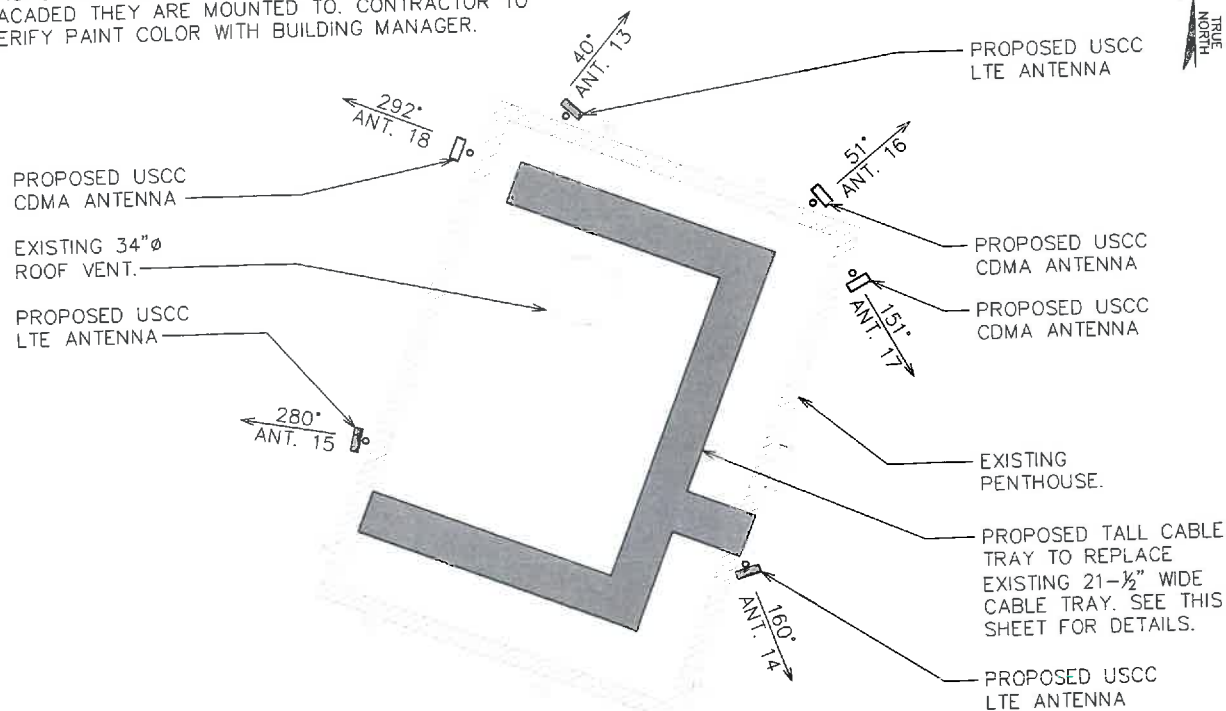 ACADED THEY ARE MOUNTED TO. CONTRACTOR TO
ERIFY PAINT COLOR WITH BUILDING MANAGER.
TRUE
NORTH
40°
ANT. 13
PROPOSED USCC
LTE ANTENNA
292°
ANT. 18
51°
ANT. 16
PROPOSED USCC
CDMA ANTENNA
EXISTING 34"ø
ROOF VENT.
PROPOSED USCC
CDMA ANTENNA
PROPOSED USCC
LTE ANTENNA
PROPOSED USCC
CDMA ANTENNA
151°
ANT. 17
280°
ANT. 15
EXISTING
PENTHOUSE.
PROPOSED TALL CABLE
TRAY TO REPLACE
EXISTING 21-½" WIDE
CABLE TRAY. SEE THIS
SHEET FOR DETAILS.
160°
ANT. 14
PROPOSED USCC
LTE ANTENNA